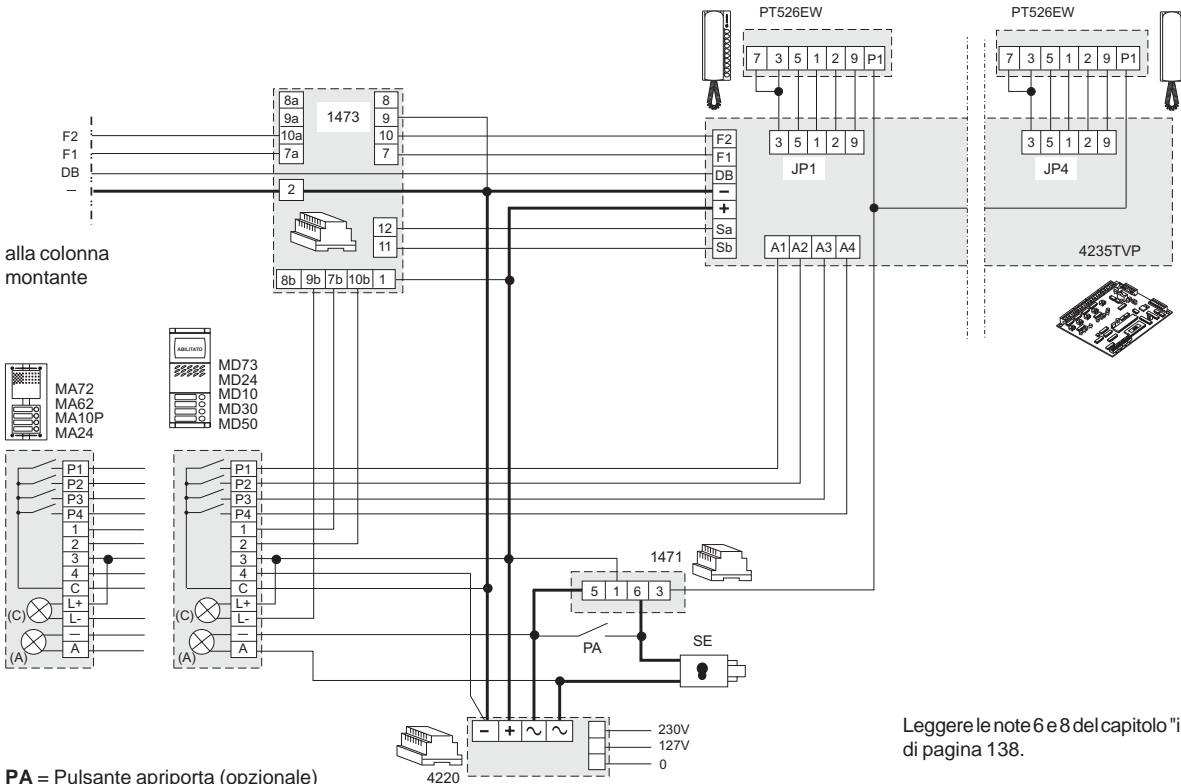 PT526EW
PT526EW
7 3 5 1 2 9 P1
7 3 5 1 2 9 P1
8a 1473 8
9a 9
10a 10
7a 7
F2
F1
DB
–
2
12
11
8b 9b 7b 10b 1
alla colonna
montante
F2
F1
DB
–
+
Sa
Sb
3 5 1 2 9
JP1
3 5 1 2 9
JP4
A1 A2 A3 A4
4235TVP
ABILITATO
MD73
MD24
MD10
MD30
MD50
MA72
MA62
MA10P
MA24
P1
P2
P3
P4
1
2
3
4
C
L+
L-
–
A
(C)
(A)
P1
P2
P3
P4
1
2
3
4
C
L+
L-
–
A
(C)
(A)
1471
5 1 6 3
PA
SE
– + ~ ~
230V
127V
0
4220
Leggere le note 6 e 8 del capitolo "i
di pagina 138.
PA = Pulsante apriporta (opzionale)